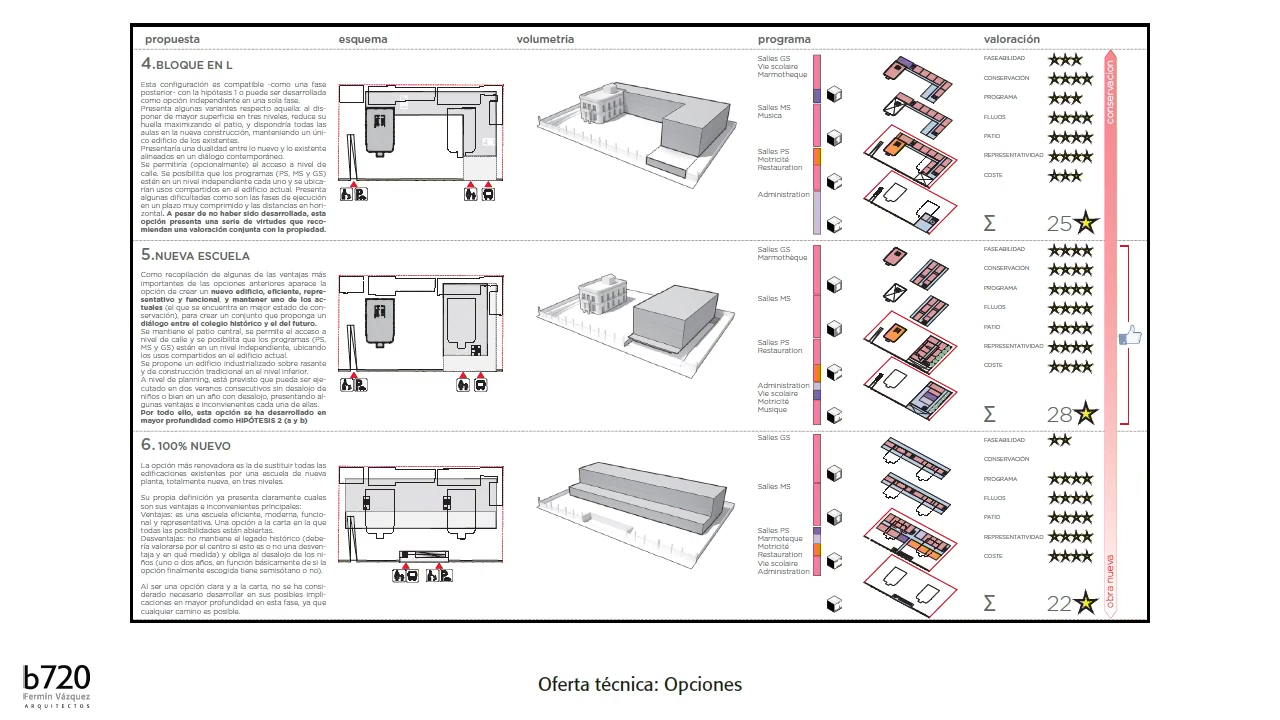 propuesta
esquema
volumetria
programa
valoración
4.BLOQUE EN L
Esta configuración es compatible -como una fase
posterior- con la hipótesis 1 o puede ser desarrollada
como opción independiente en una sola fase.
Presenta algunas variantes respecto aquella: al dis-
poner de mayor superficie en tres niveles, reduce su
huella maximizando el patio, y dispondría todas las
aulas en la nueva construcción, manteniendo un úni-
co edificio de los existentes.
Presentaría una dualidad entre lo nuevo y lo existente
alineados en un diálogo contemporáneo.
Se permitiría (opcionalmente) el acceso a nivel de
calle. Se posibilita que los programas (PS, MS y GS)
estén en un nivel independiente cada uno y se ubica-
rían usos compartidos en el edificio actual. Presenta
algunas dificultades como son las fases de ejecución
en un plazo muy comprimido y las distancias en hori-
zontal. A pesar de no haber sido desarrollada, esta
opción presenta una serie de virtudes que reco-
miendan una valoración conjunta con la propiedad.
Salles GS
Vie scolaire
Marmotheque
Salles MS
Musica
Salles PS
Motricité
Restauration
Administration
FASEABILIDAD
CONSERVACIÓN
PROGRAMA
FLUJOS
PATIO
REPRESENTATIVIDAD
COSTE
Σ 25
5.NUEVA ESCUELA
Como recopilación de algunas de las ventajas más
importantes de las opciones anteriores aparece la
opción de crear un nuevo edificio, eficiente, repre-
sentativo y funcional, y mantener uno de los ac-
tuales (el que se encuentra en mejor estado de con-
servación), para crear un conjunto que proponga un
diálogo entre el colegio histórico y el del futuro.
Se mantiene el patio central, se permite el acceso a
nivel de calle y se posibilita que los programas (PS,
MS y GS) estén en un nivel independiente, ubicando
los usos compartidos en el edificio actual.
Se propone un edificio industrializado sobre rasante
y de construcción tradicional en el nivel inferior.
A nivel de planning, está previsto que pueda ser eje-
cutado en dos veranos consecutivos sin desalojo de
niños o bien en un año con desalojo, presentando al-
gunas ventajas e inconvenientes cada una de ellas.
Por todo ello, esta opción se ha desarrollado en
mayor profundidad como HIPÓTESIS 2 (a y b)
Salles GS
Marmothèque
Salles MS
Salles PS
Restauration
Administration
Vie scolaire
Motricité
Musique
FASEABILIDAD
CONSERVACIÓN
PROGRAMA
FLUJOS
PATIO
REPRESENTATIVIDAD
COSTE
Σ 28
6. 100% NUEVO
La opción más renovadora es la de sustituir todas las
edificaciones existentes por una escuela de nueva
planta, totalmente nueva, en tres niveles.
Su propia definición ya presenta claramente cuales
son sus ventajas e inconvenientes principales:
Ventajas: es una escuela eficiente, moderna, funcio-
nal y representativa. Una opción a la carta en la que
todas las posibilidades están abiertas.
Desventajas: no mantiene el legado histórico (debe-
ría valorarse por el centro si esto es o no una desven-
taja y en qué medida) y obliga al desalojo de los ni-
ños (uno o dos años, en función básicamente de si la
opción finalmente escogida tiene semisótano o no).
Al ser una opción clara y a la carta, no se ha consi-
derado necesario desarrollar en sus posibles impli-
caciones en mayor profundidad en esta fase, ya que
cualquier camino es posible.
Salles GS
Salles MS
Salles PS
Marmoteque
Motricité
Restauration
Vie scolaire
Administration
FASEABILIDAD
CONSERVACIÓN
PROGRAMA
FLUJOS
PATIO
REPRESENTATIVIDAD
COSTE
Σ 22
conservacion
obra nueva
b720
Fermín Vázquez
ARQUITECTOS
Oferta técnica: Opciones